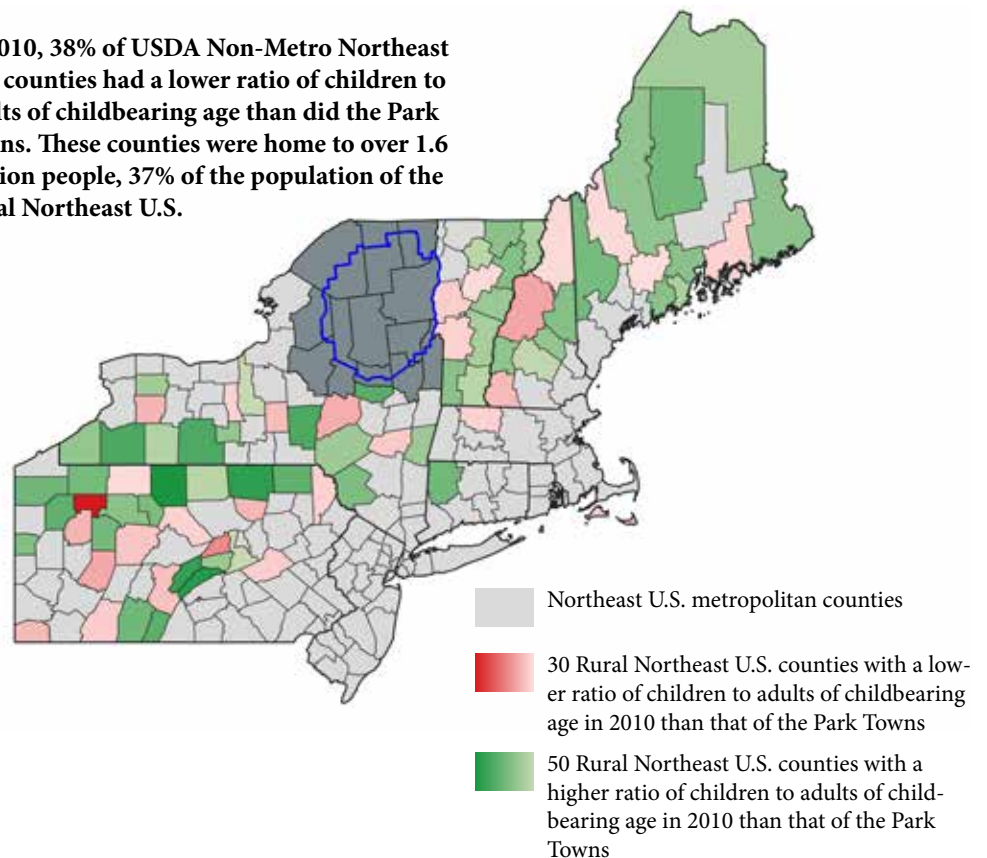 010, 38% of USDA Non-Metro Northeast
counties had a lower ratio of children to
lts of childbearing age than did the Park
ns. These counties were home to over 1.6
ion people, 37% of the population of the
al Northeast U.S.
Northeast U.S. metropolitan counties
30 Rural Northeast U.S. counties with a low-
er ratio of children to adults of childbearing
age in 2010 than that of the Park Towns
50 Rural Northeast U.S. counties with a
higher ratio of children to adults of child-
bearing age in 2010 than that of the Park
Towns